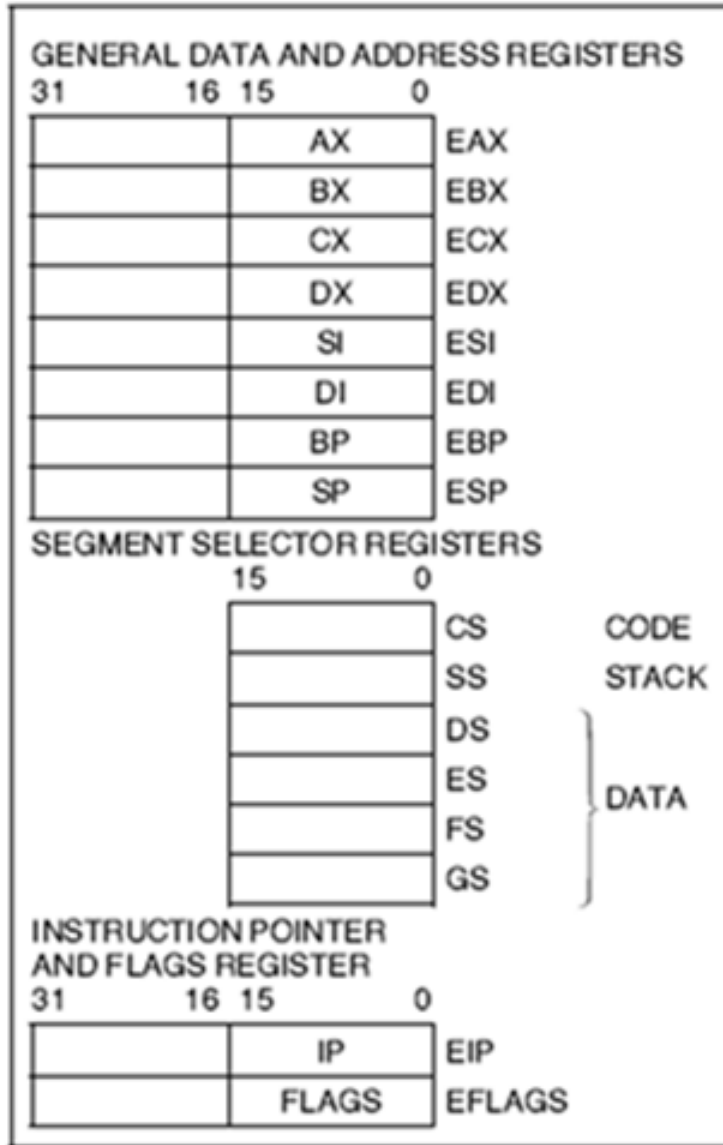 GENERAL DATA AND ADDRESS REGISTERS
31 16 15 0
AX EAX
BX EBX
CX ECX
DX EDX
SI ESI
DI EDI
BP EBP
SP ESP
SEGMENT SELECTOR REGISTERS
15 0
CS CODE
SS STACK
DS
ES
DATA
FS
GS
INSTRUCTION POINTER
AND FLAGS REGISTER
31 16 15 0
IP EIP
FLAGS EFLAGS